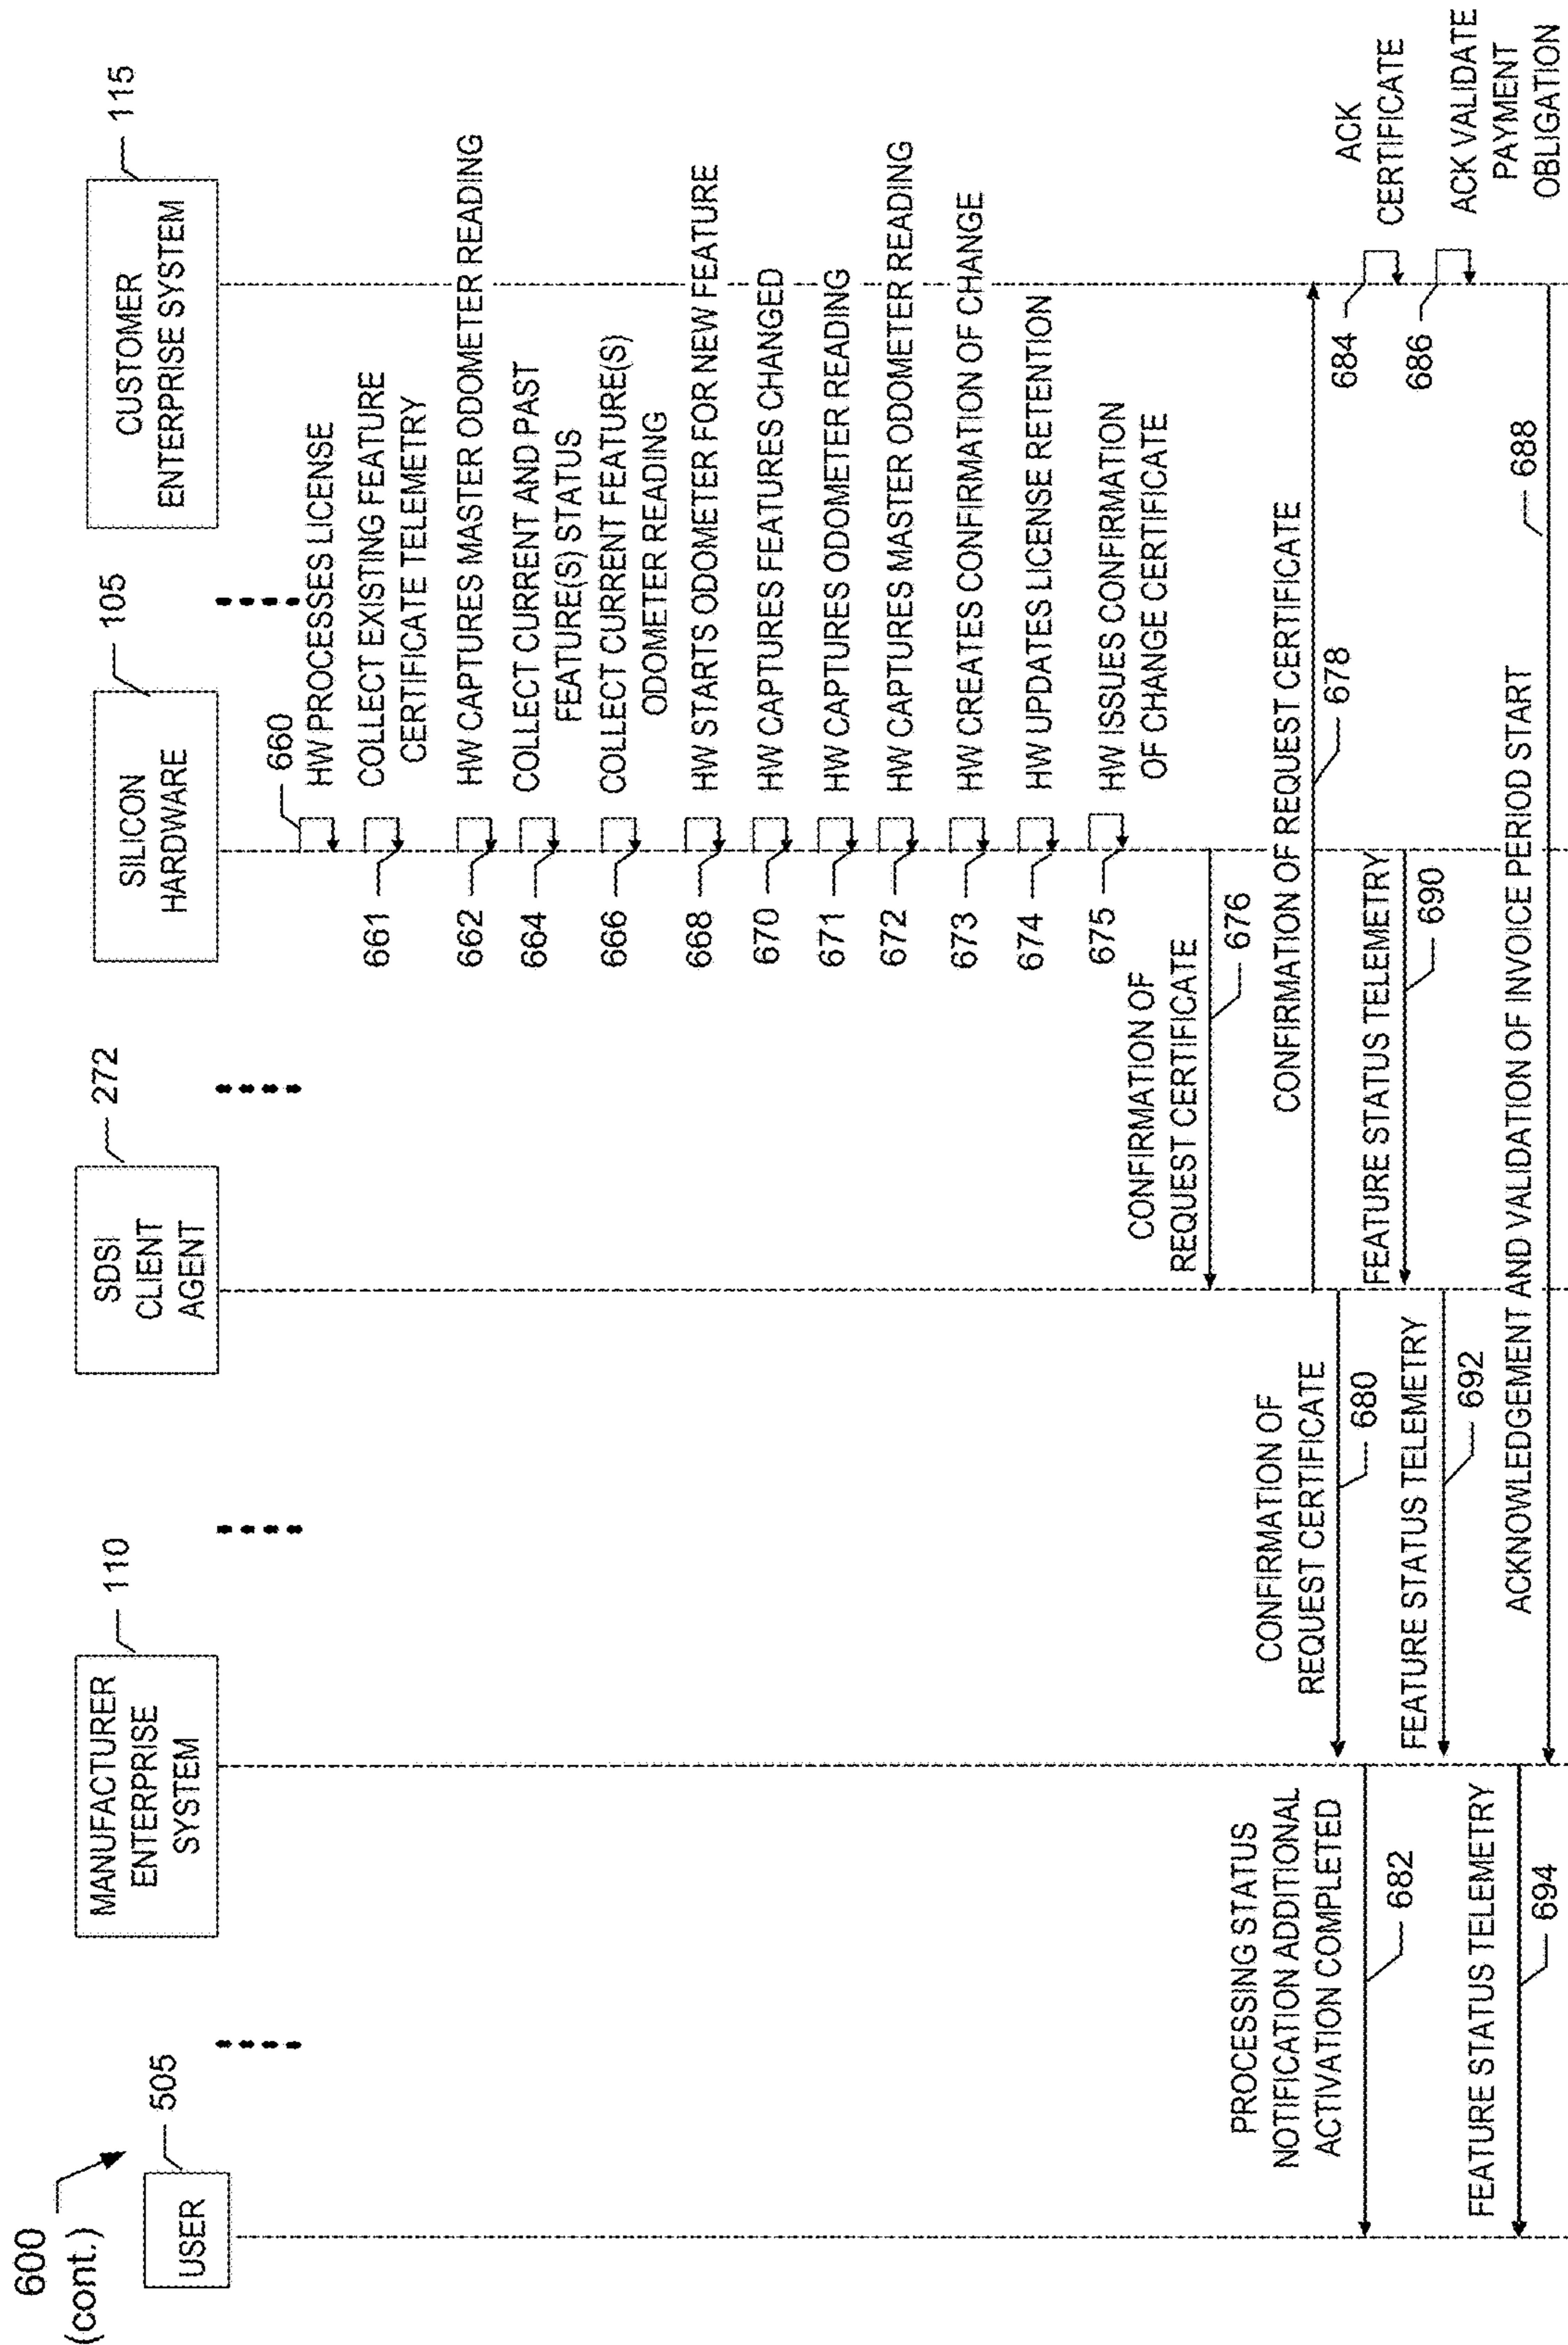 600
(cont.)
USER
505
MANUFACTURER
ENTERPRISE
SYSTEM
110
SDSI
CLIENT
AGENT
272
SILICON
HARDWARE
105
CUSTOMER
ENTERPRISE SYSTEM
115
660
HW PROCESSES LICENSE
661
COLLECT EXISTING FEATURE
CERTIFICATE TELEMETRY
662
HW CAPTURES MASTER ODOMETER READING
664
COLLECT CURRENT AND PAST
FEATURE(S) STATUS
666
COLLECT CURRENT FEATURE(S)
ODOMETER READING
668
HW STARTS ODOMETER FOR NEW FEATURE
670
HW CAPTURES FEATURES CHANGED
671
HW CAPTURES ODOMETER READING
672
HW CAPTURES MASTER ODOMETER READING
673
HW CREATES CONFIRMATION OF CHANGE
674
HW UPDATES LICENSE RETENTION
675
HW ISSUES CONFIRMATION
OF CHANGE CERTIFICATE
CONFIRMATION OF
REQUEST CERTIFICATE
676
CONFIRMATION OF REQUEST CERTIFICATE
678
CONFIRMATION OF
REQUEST CERTIFICATE
680
PROCESSING STATUS
NOTIFICATION ADDITIONAL
ACTIVATION COMPLETED
682
684
ACK
CERTIFICATE
686
ACK VALIDATE
PAYMENT
OBLIGATION
FEATURE STATUS TELEMETRY
690
FEATURE STATUS TELEMETRY
692
FEATURE STATUS TELEMETRY
694
ACKNOWLEDGEMENT AND VALIDATION OF INVOICE PERIOD START
688